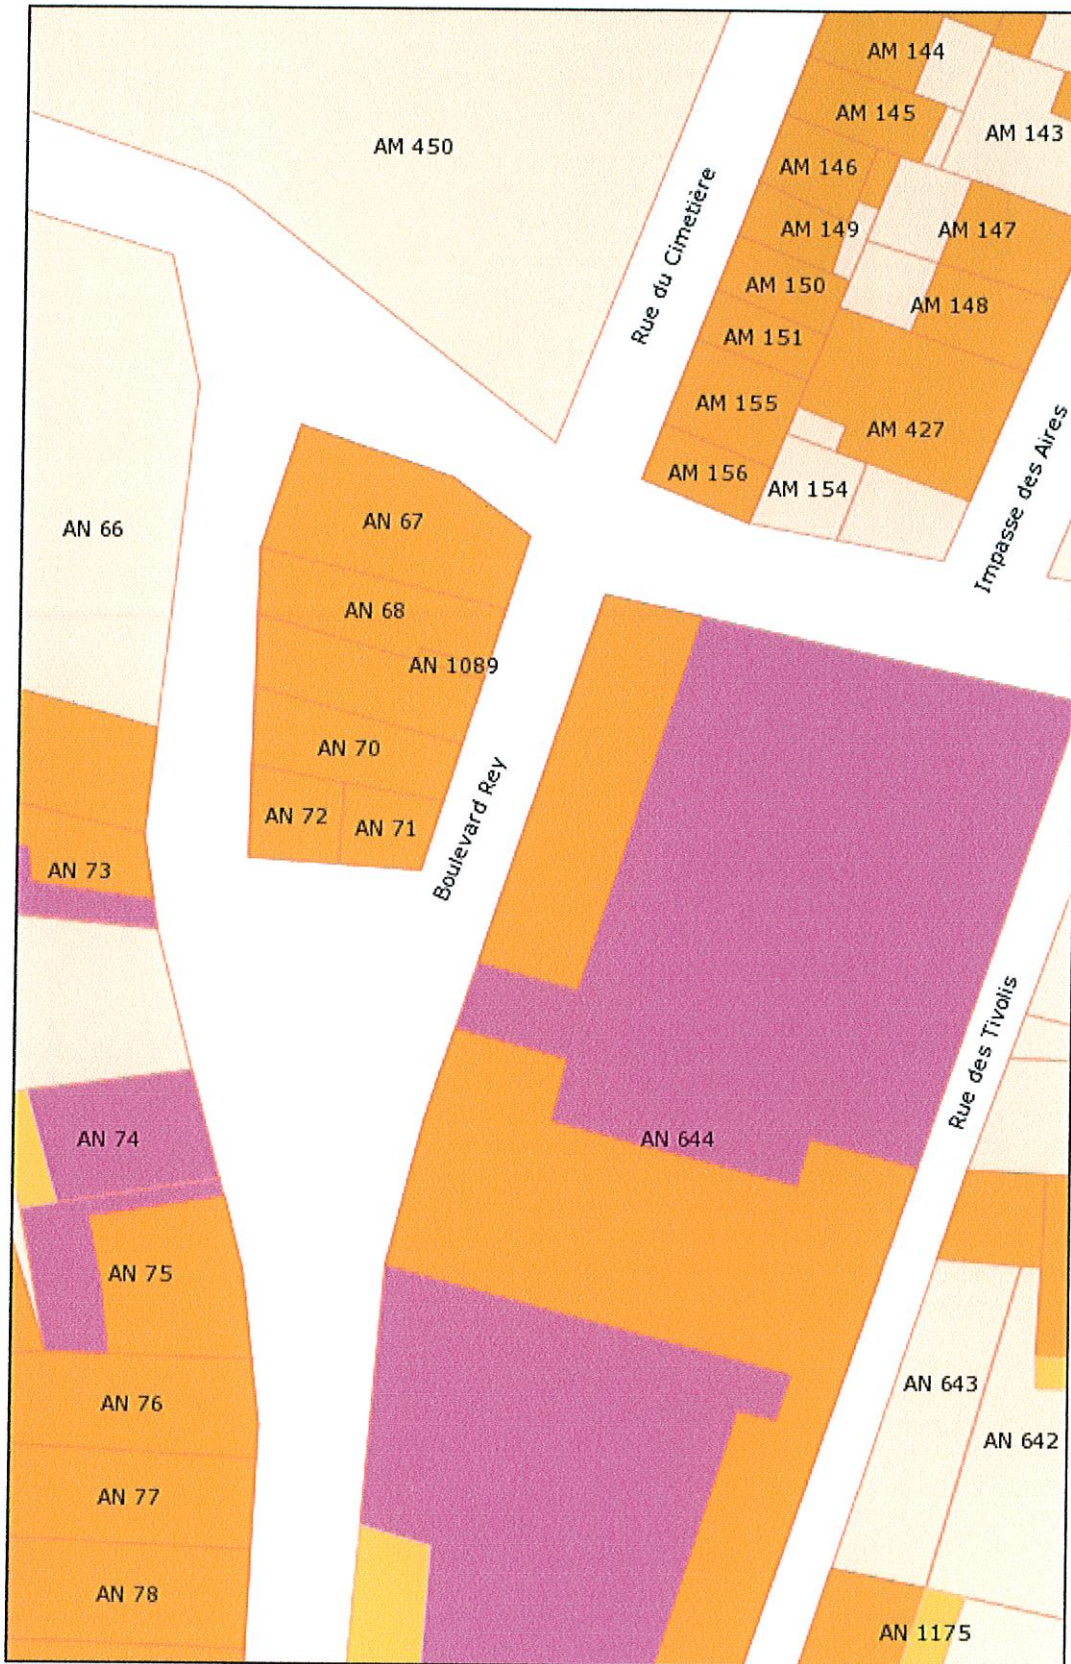 AM 144
AM 145
AM 143
AM 450
AM 146
Rue du Cimetière
AM 149
AM 147
AM 150
AM 148
AM 151
AM 155
AM 427
AM 156
AM 154
Impasse des Aires
AN 66
AN 67
AN 68
AN 1089
AN 70
AN 72
AN 71
Boulevard Rey
AN 73
Rue des Tivolis
AN 74
AN 644
AN 75
AN 76
AN 643
AN 642
AN 77
AN 78
AN 1175